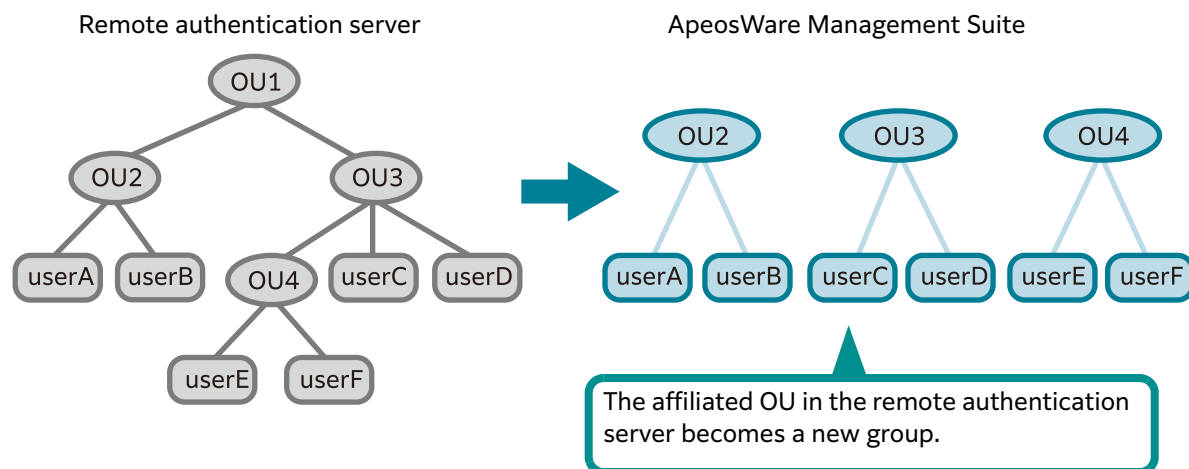 Remote authentication server
ApeosWare Management Suite
OU1
OU2
OU3
userA
userB
OU4
userC
userD
userE
userF
OU2
OU3
OU4
userA
userB
userC
userD
userE
userF
The affiliated OU in the remote authentication
server becomes a new group.